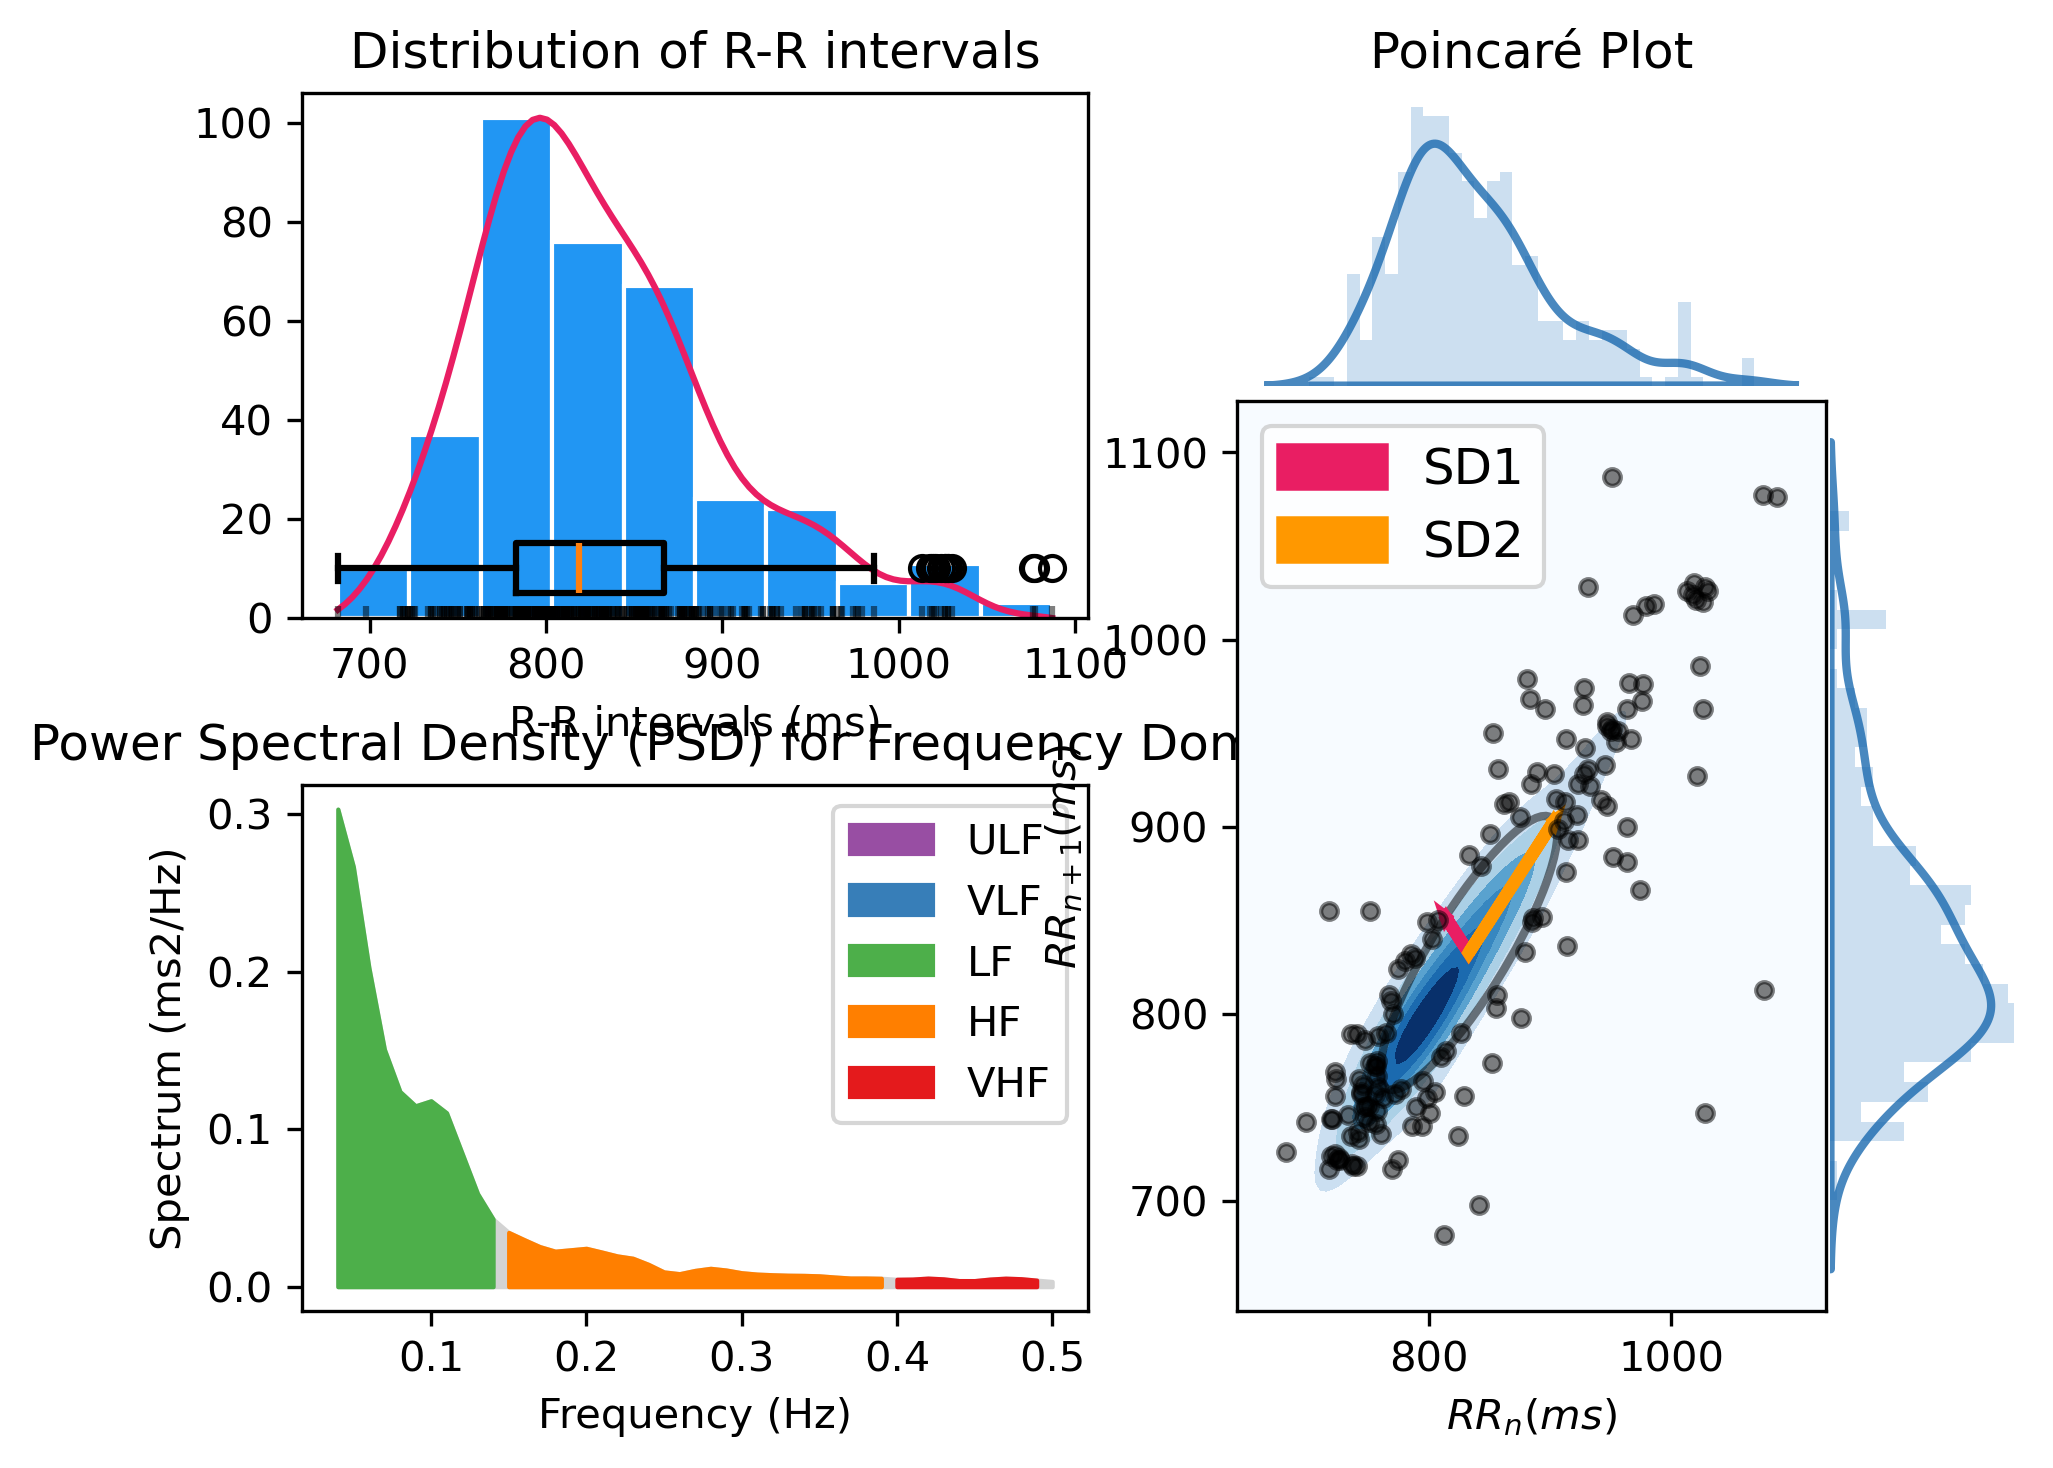 Distribution of R-R intervals
100
80
60
40
20
0
700 800 900 1000 1100
R-R intervals (ms)
Poincaré Plot
SD1
SD2
1100
1000
900
800
700
RRn+1(ms)
800 1000
RRn(ms)
Power Spectral Density (PSD) for Frequency Dom
0.3
0.2
0.1
0.0
Spectrum (ms2/Hz)
ULF
VLF
LF
HF
VHF
0.1 0.2 0.3 0.4 0.5
Frequency (Hz)